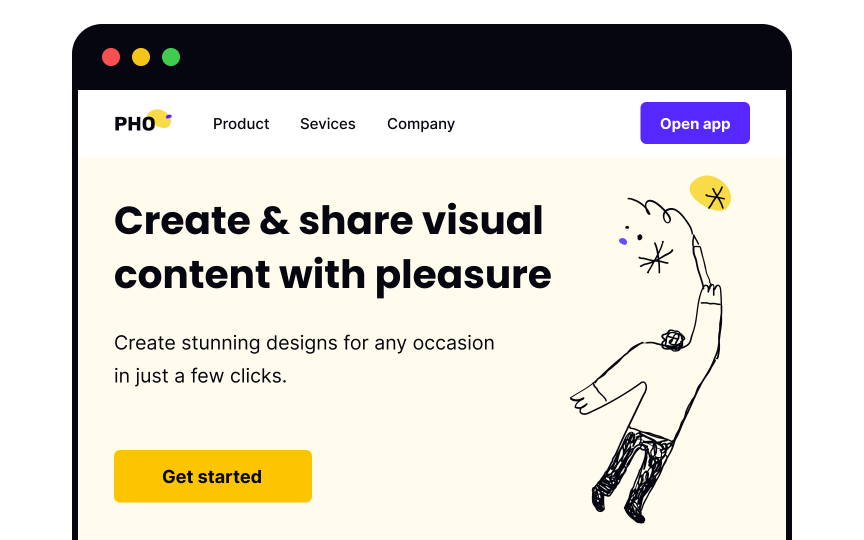 PHO
Product Sevices Company
Open app
Create & share visual
content with pleasure
Create stunning designs for any occasion
in just a few clicks.
Get started